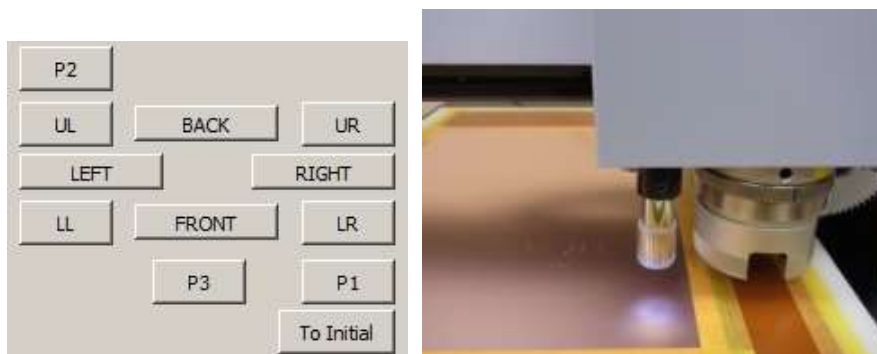 P2
UL BACK UR
LEFT RIGHT
LL FRONT LR
P3 P1
To Initial